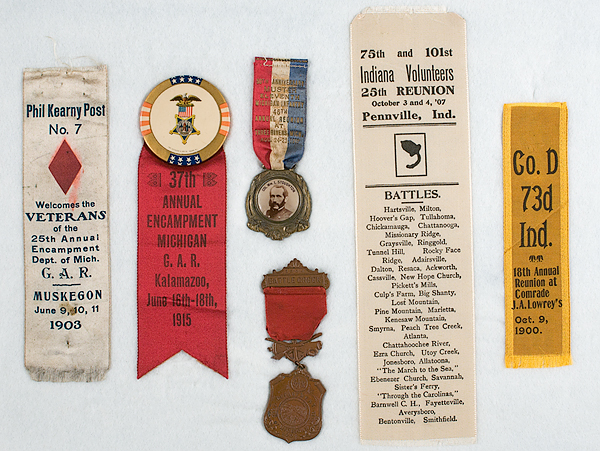 Phil Kearny Post
No. 7
Welcomes the
VETERANS
of the
25th Annual
Encampment
Dept. of Mich.
G. A. R.
MUSKEGON
June 9, 10, 11
1903
37th
ANNUAL
ENCAMPMENT
MICHIGAN
G. A. R.
Kalamazoo,
June 16th-18th,
1915
46TH
ANNUAL REUNION
AT
75th and 101st
Indiana Volunteers
25th REUNION
October 3 and 4, '07
Pennville, Ind.
BATTLES.
Hartsville, Milton,
Hoover's Gap, Tullahoma,
Chickamauga, Chattanooga,
Missionary Ridge,
Graysville, Ringgold,
Tunnel Hill, Rocky Face
Ridge, Adairsville,
Dalton, Resaca, Ackworth,
Cassville, New Hope Church,
Pickett's Mills,
Culp's Farm, Big Shanty,
Lost Mountain,
Pine Mountain, Marietta,
Kenesaw Mountain,
Smyrna, Peach Tree Creek,
Atlanta,
Chattahoochee River,
Ezra Church, Utoy Creek,
Jonesboro, Allatoona,
"The March to the Sea,"
Ebenezer Church, Savannah,
Sister's Ferry,
"Through the Carolinas,"
Barnwell C. H., Fayetteville,
Averysboro,
Bentonville, Smithfield.
Co. D
73d
Ind.
18th Annual
Reunion at
Comrade
J.A. Lowrey's
Oct. 9,
1900.